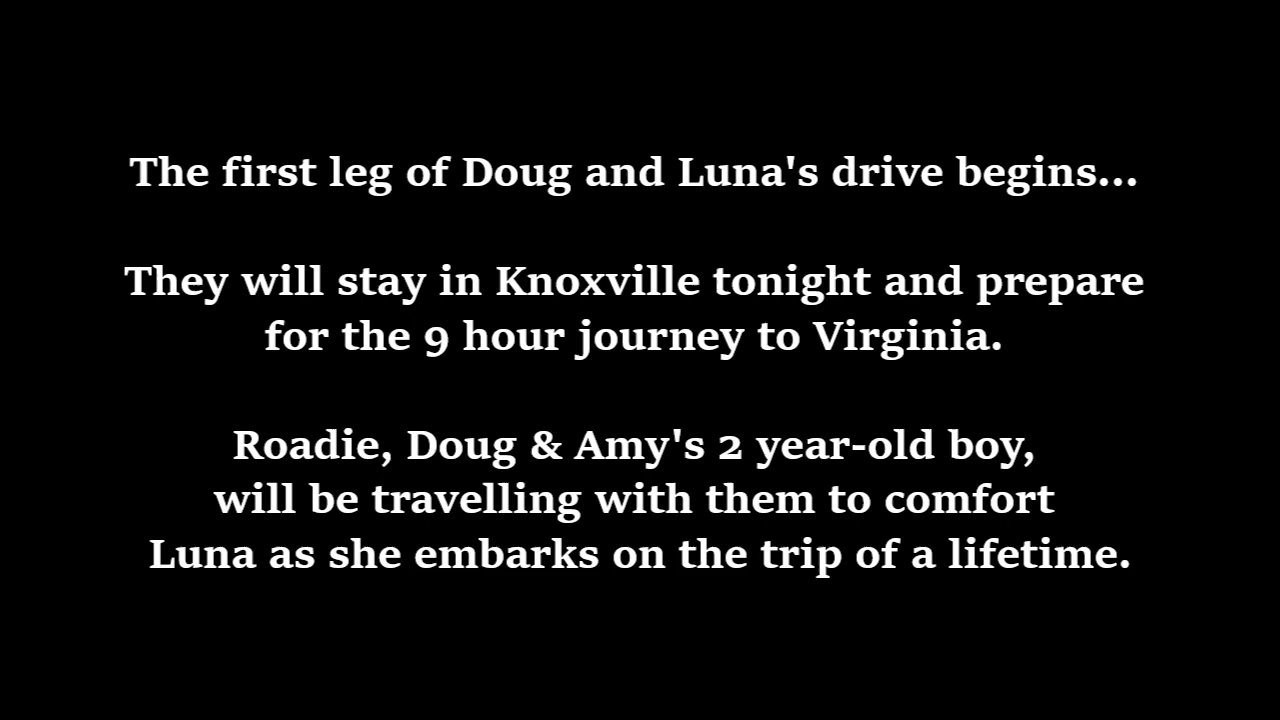 The first leg of Doug and Luna's drive begins...
They will stay in Knoxville tonight and prepare
for the 9 hour journey to Virginia.
Roadie, Doug & Amy's 2 year-old boy,
will be travelling with them to comfort
Luna as she embarks on the trip of a lifetime.